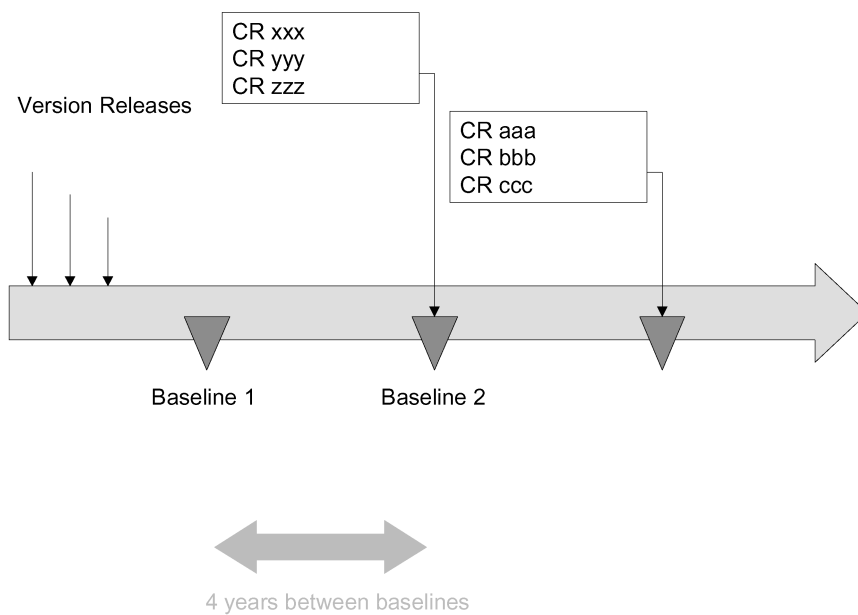 CR xxx
CR yyy
CR zzz
Version Releases
CR aaa
CR bbb
CR ccc
Baseline 1
Baseline 2
4 years between baselines